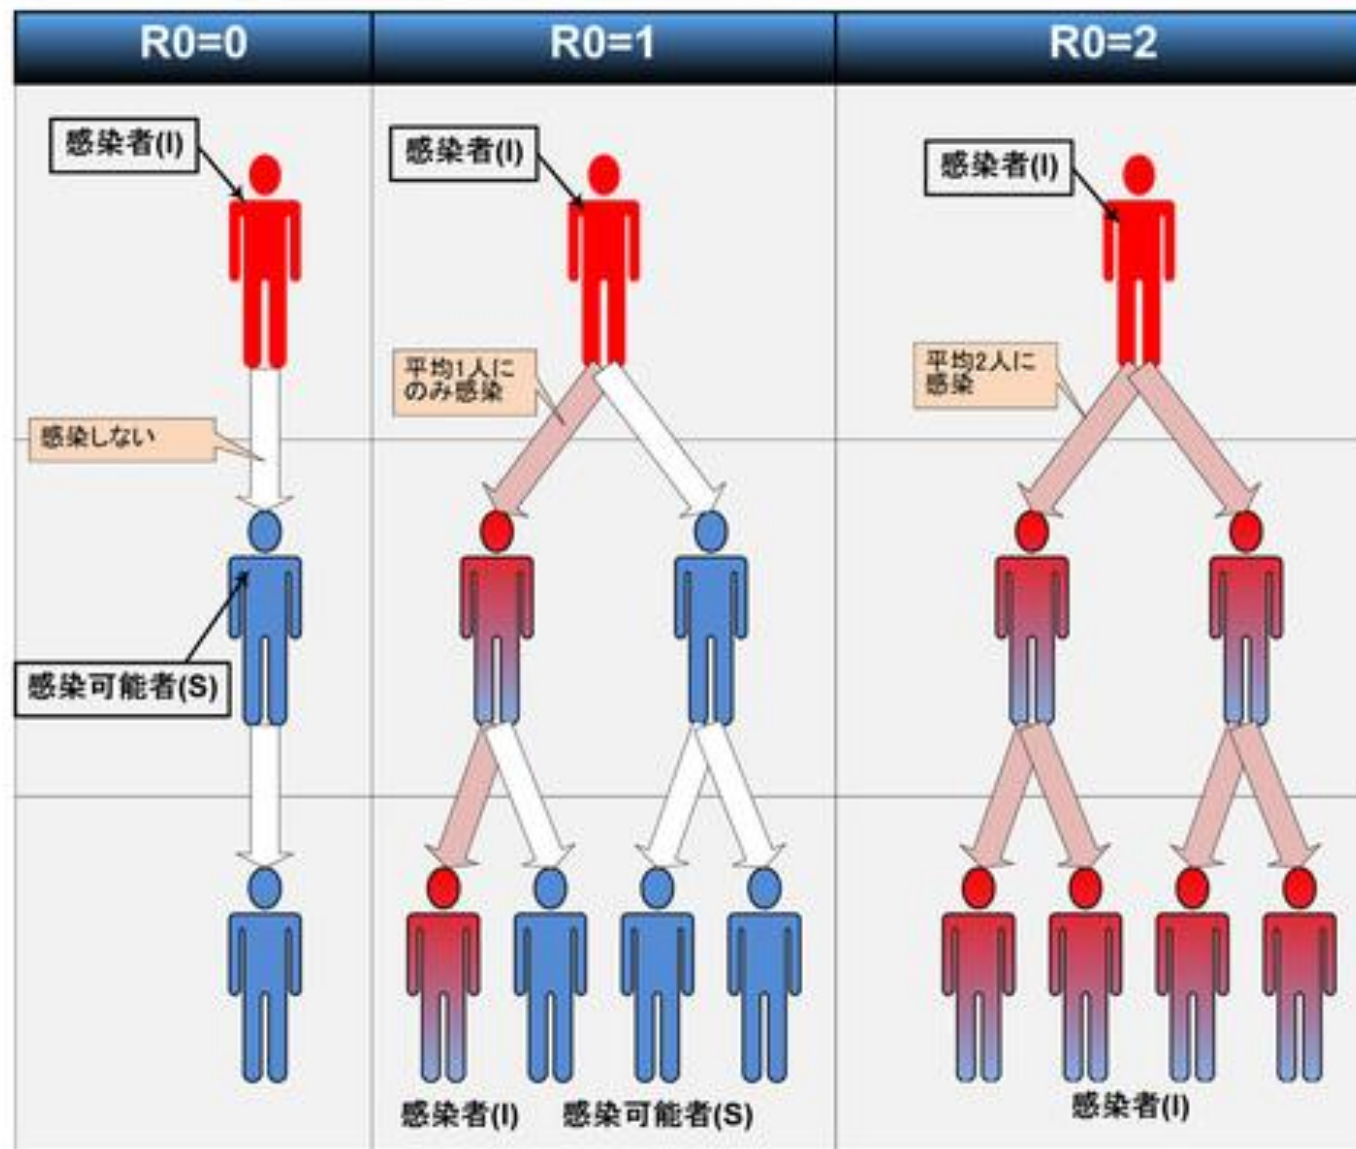 R0=0
R0=1
R0=2
感染者(I)
感染者(I)
感染者(I)
平均1人に
のみ感染
平均2人に
感染
感染しない
感染可能者(S)
感染者(I)
感染可能者(S)
感染者(I)